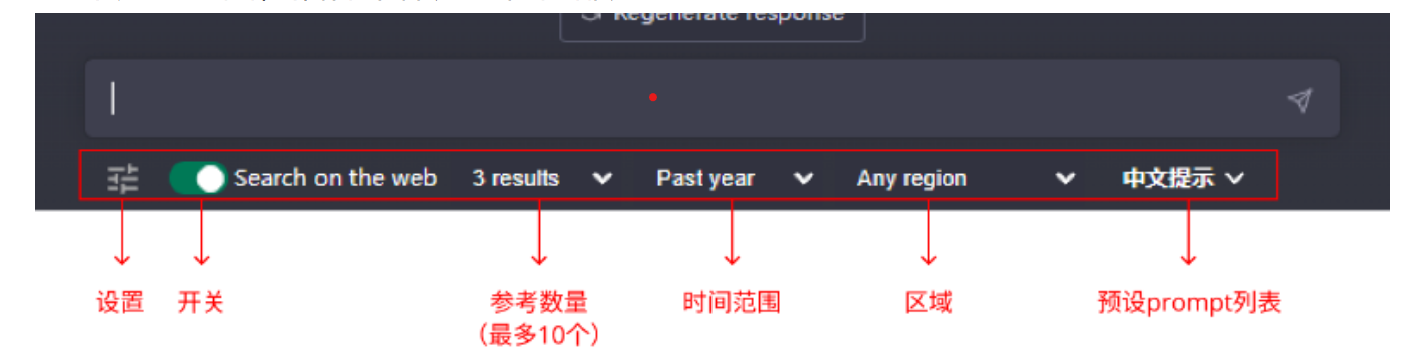 Regenerate response
Search on the web 3 results Past year Any region 中文提示
设置 开关 参考数量 时间范围 区域 预设prompt列表
（最多10个）